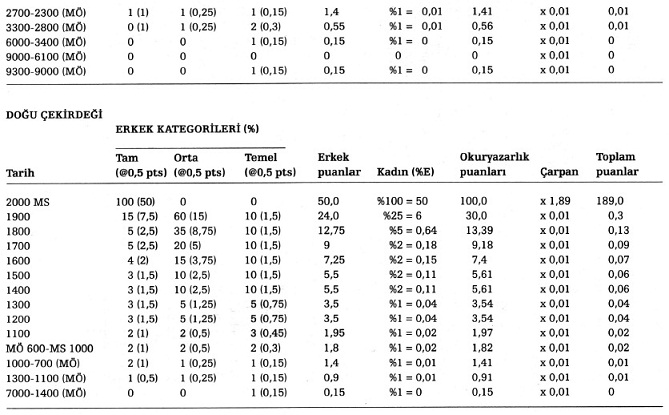 2700-2300 (MÖ) 1 (1) 1 (0,25) 1 (0,15) 1,4 %1 = 0,01 1,41 x 0,01 0,01
3300-2800 (MÖ) 0 (1) 1 (0,25) 2 (0,3) 0,55 %1 = 0,01 0,56 x 0,01 0,01
6000-3400 (MÖ) 0 0 1 (0,15) 0,15 %1 = 0 0,15 x 0,01 0
9000-6100 (MÖ) 0 0 0 0 %1 = 0 0 x 0,01 0
9300-9000 (MÖ) 0 0 1 (0,15) 0,15 %1 = 0 0,15 x 0,01 0
DOĞU ÇEKİRDEĞİ
ERKEK KATEGORİLERİ (%)
Tam Orta Temel Erkek Okuryazarlık Toplam
Tarih (@0,5 pts) (@0,5 pts) (@0,5 pts) puanlar Kadın (%E) puanları Çarpan puanlar
2000 MS 100 (50) 0 0 50,0 %100 = 50 100,0 x 1,89 189,0
1900 15 (7,5) 60 (15) 10 (1,5) 24,0 %25 = 6 30,0 x 0,01 0,3
1800 5 (2,5) 35 (8,75) 10 (1,5) 12,75 %5 = 0,64 13,39 x 0,01 0,13
1700 5 (2,5) 20 (5) 10 (1,5) 9 %2 = 0,18 9,18 x 0,01 0,09
1600 4 (2) 15 (3,75) 10 (1,5) 7,25 %2 = 0,15 7,4 x 0,01 0,07
1500 3 (1,5) 10 (2,5) 10 (1,5) 5,5 %2 = 0,11 5,61 x 0,01 0,06
1400 3 (1,5) 10 (2,5) 10 (1,5) 5,5 %2 = 0,11 5,61 x 0,01 0,06
1300 3 (1,5) 5 (1,25) 5 (0,75) 3,5 %1 = 0,04 3,54 x 0,01 0,04
1200 3 (1,5) 5 (1,25) 5 (0,75) 3,5 %1 = 0,04 3,54 x 0,01 0,04
1100 2 (1) 2 (0,5) 3 (0,45) 1,95 %1 = 0,02 1,97 x 0,01 0,02
MÖ 600-MS 1000 2 (1) 2 (0,5) 2 (0,3) 1,8 %1 = 0,02 1,82 x 0,01 0,02
1000-700 (MÖ) 2 (1) 1 (0,25) 1 (0,15) 1,4 %1 = 0,01 1,41 x 0,01 0,01
1300-1100 (MÖ) 1 (0,5) 1 (0,25) 1 (0,15) 0,9 %1 = 0,01 0,91 x 0,01 0,01
7000-1400 (MÖ) 0 0 1 (0,15) 0,15 %1 = 0 0,15 x 0,01 0